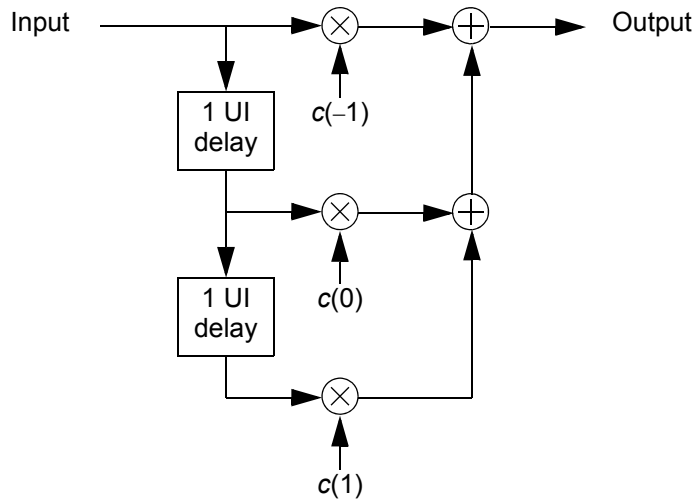 Input
Output
c(−1)
1 UI
delay
c(0)
1 UI
delay
c(1)